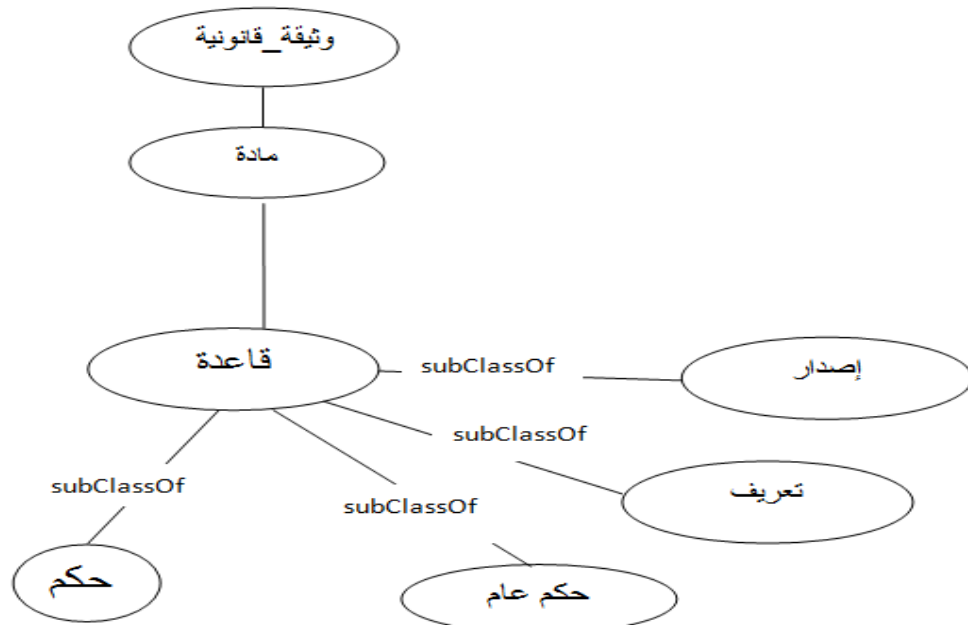 وثيقة_قانونية
مادة
قاعدة
subClassOf
إصدار
subClassOf
تعريف
subClassOf
subClassOf
حكم
حكم عام